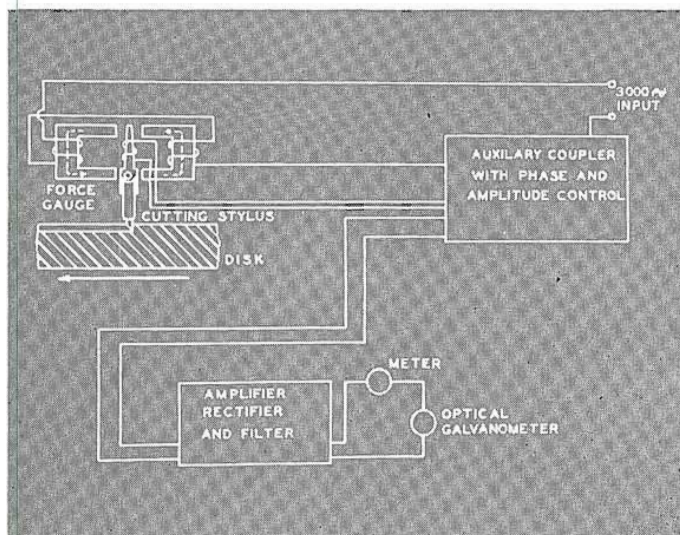 3000~
INPUT
AUXILARY COUPLER
WITH PHASE AND
AMPLITUDE CONTROL
FORCE
GAUGE
CUTTING STYLUS
DISK
METER
AMPLIFIER
RECTIFIER
AND FILTER
OPTICAL
GALVANOMETER